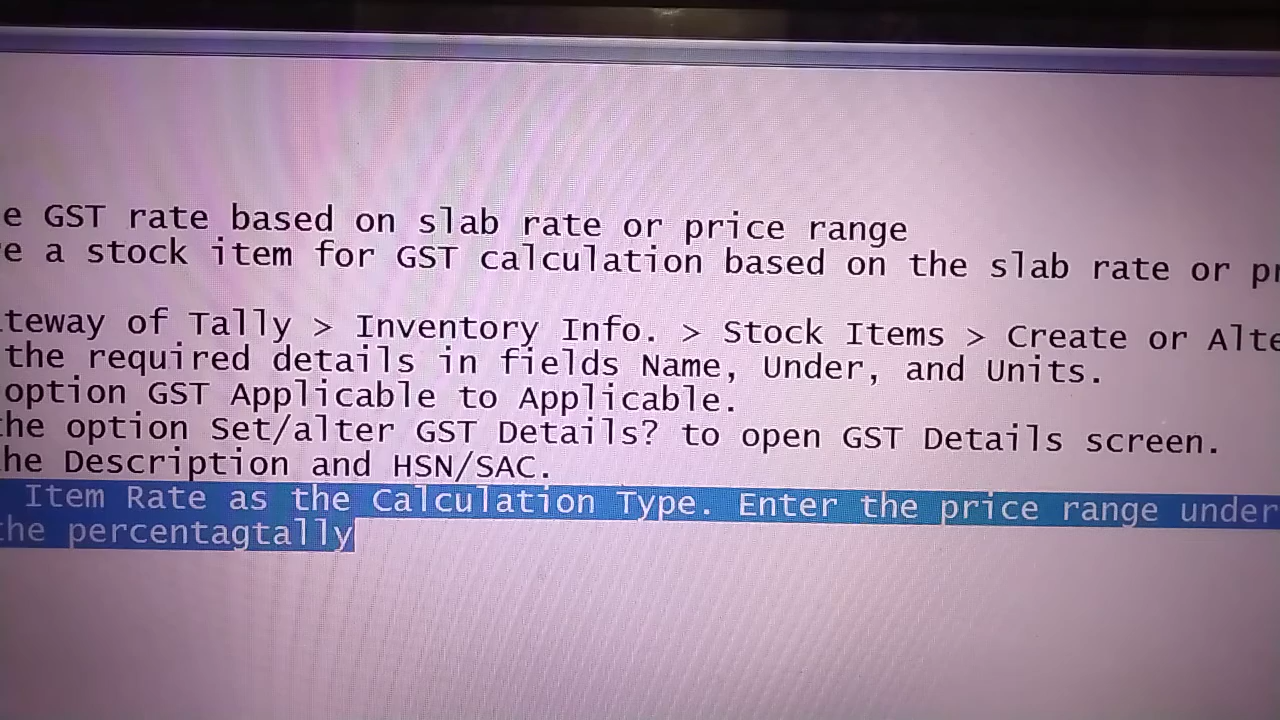 e GST rate based on slab rate or price range
e a stock item for GST calculation based on the slab rate or
teway of Tally > Inventory Info. > Stock Items > Create or
the required details in fields Name, Under, and Units.
option GST Applicable to Applicable.
he option Set/alter GST Details? to open GST Details screen.
he Description and HSN/SAC.
Item Rate as the Calculation Type. Enter the price range under
he percentagtally